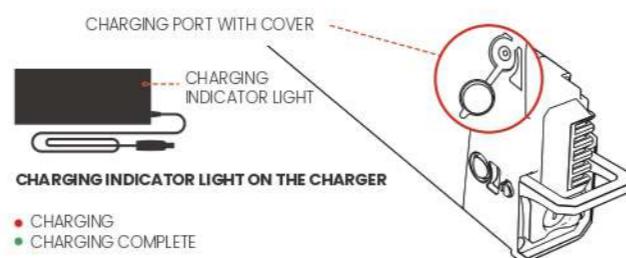 CHARGING PORT WITH COVER
CHARGING
INDICATOR LIGHT
CHARGING INDICATOR LIGHT ON THE CHARGER
CHARGING
CHARGING COMPLETE